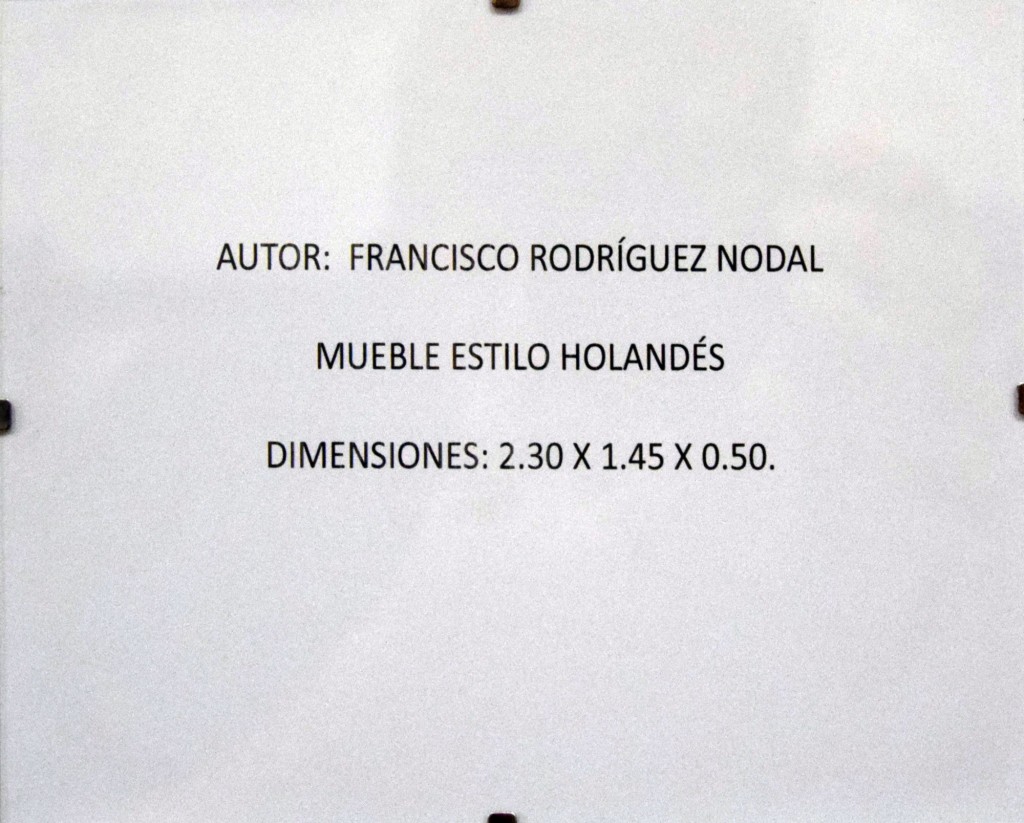 AUTOR: FRANCISCO RODRÍGUEZ NODAL
MUEBLE ESTILO HOLANDÉS
DIMENSIONES: 2.30 X 1.45 X 0.50.